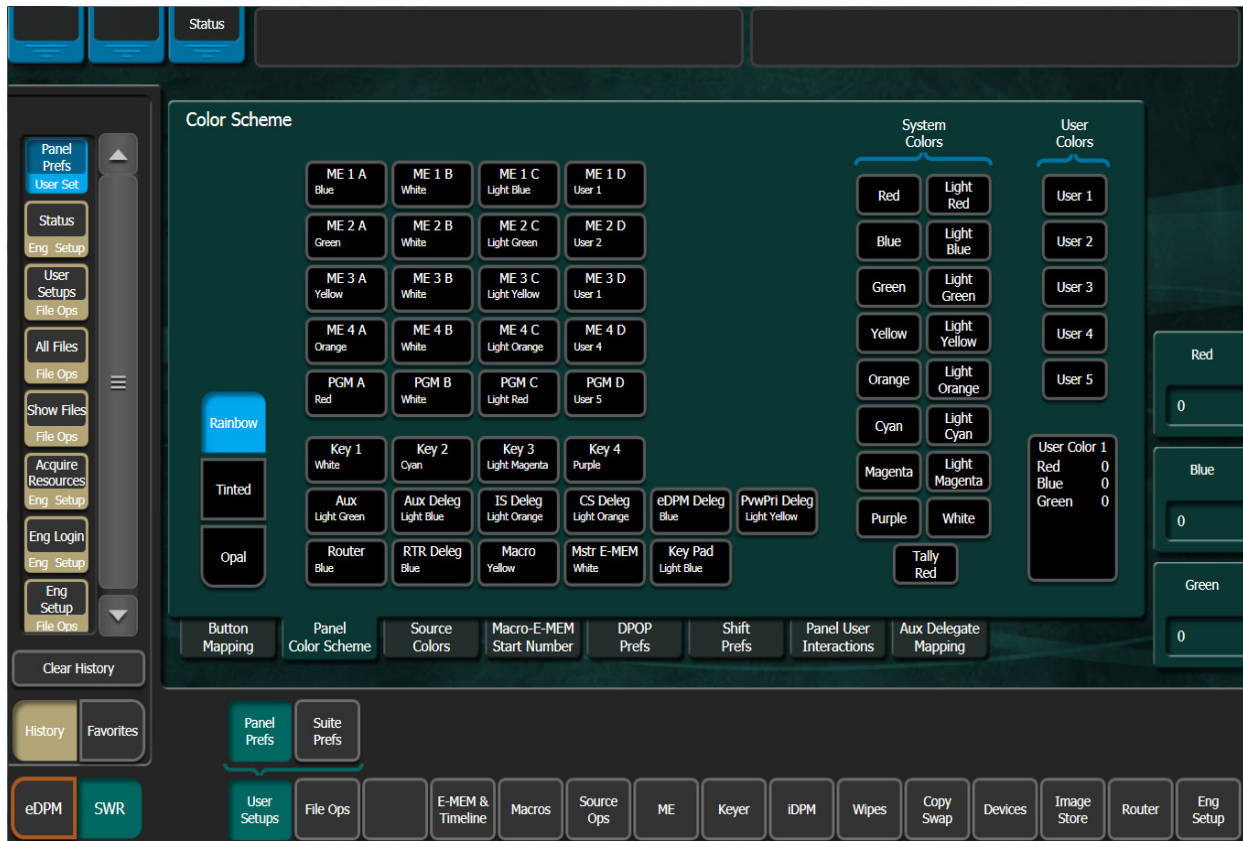 Status
Panel
Prefs
User Set
Status
Eng Setup
User
Setups
File Ops
All Files
File Ops
Show Files
File Ops
Acquire
Resources
Eng Setup
Eng Login
Eng Setup
Eng
Setup
File Ops
Clear History
History Favorites
eDPM SWR
Color Scheme
System
Colors
User
Colors
ME 1 A ME 1 B ME 1 C ME 1 D
Blue White Light Blue User 1
ME 2 A ME 2 B ME 2 C ME 2 D
Green White Light Green User 2
ME 3 A ME 3 B ME 3 C ME 3 D
Yellow White Light Yellow User 1
ME 4 A ME 4 B ME 4 C ME 4 D
Orange White Light Orange User 4
PGM A PGM B PGM C PGM D
Red White Light Red User 5
Key 1 Key 2 Key 3 Key 4
White Cyan Light Magenta Purple
Aux Aux Deleg IS Deleg CS Deleg eDPM Deleg PvwPri Deleg
Light Green Light Blue Light Orange Light Orange Blue Light Yellow
Router RTR Deleg Macro Mstr E-MEM Key Pad
Blue Blue Yellow White Light Blue
Rainbow
Tinted
Opal
Red
Light
Red
Blue
Light
Blue
Green
Light
Green
Yellow
Light
Yellow
Orange
Light
Orange
Cyan
Light
Cyan
Magenta
Light
Magenta
Purple
White
Tally
Red
User 1
User 2
User 3
User 4
User 5
User Color 1
Red 0
Blue 0
Green 0
Red
0
Blue
0
Green
0
Button
Mapping
Panel
Color Scheme
Source
Colors
Macro-E-MEM
Start Number
DPOP
Prefs
Shift
Prefs
Panel User
Interactions
Aux Delegate
Mapping
Panel
Prefs
Suite
Prefs
User
Setups
File Ops
E-MEM &
Timeline
Macros
Source
Ops
ME
Keyer
iDPM
Wipes
Copy
Swap
Devices
Image
Store
Router
Eng
Setup